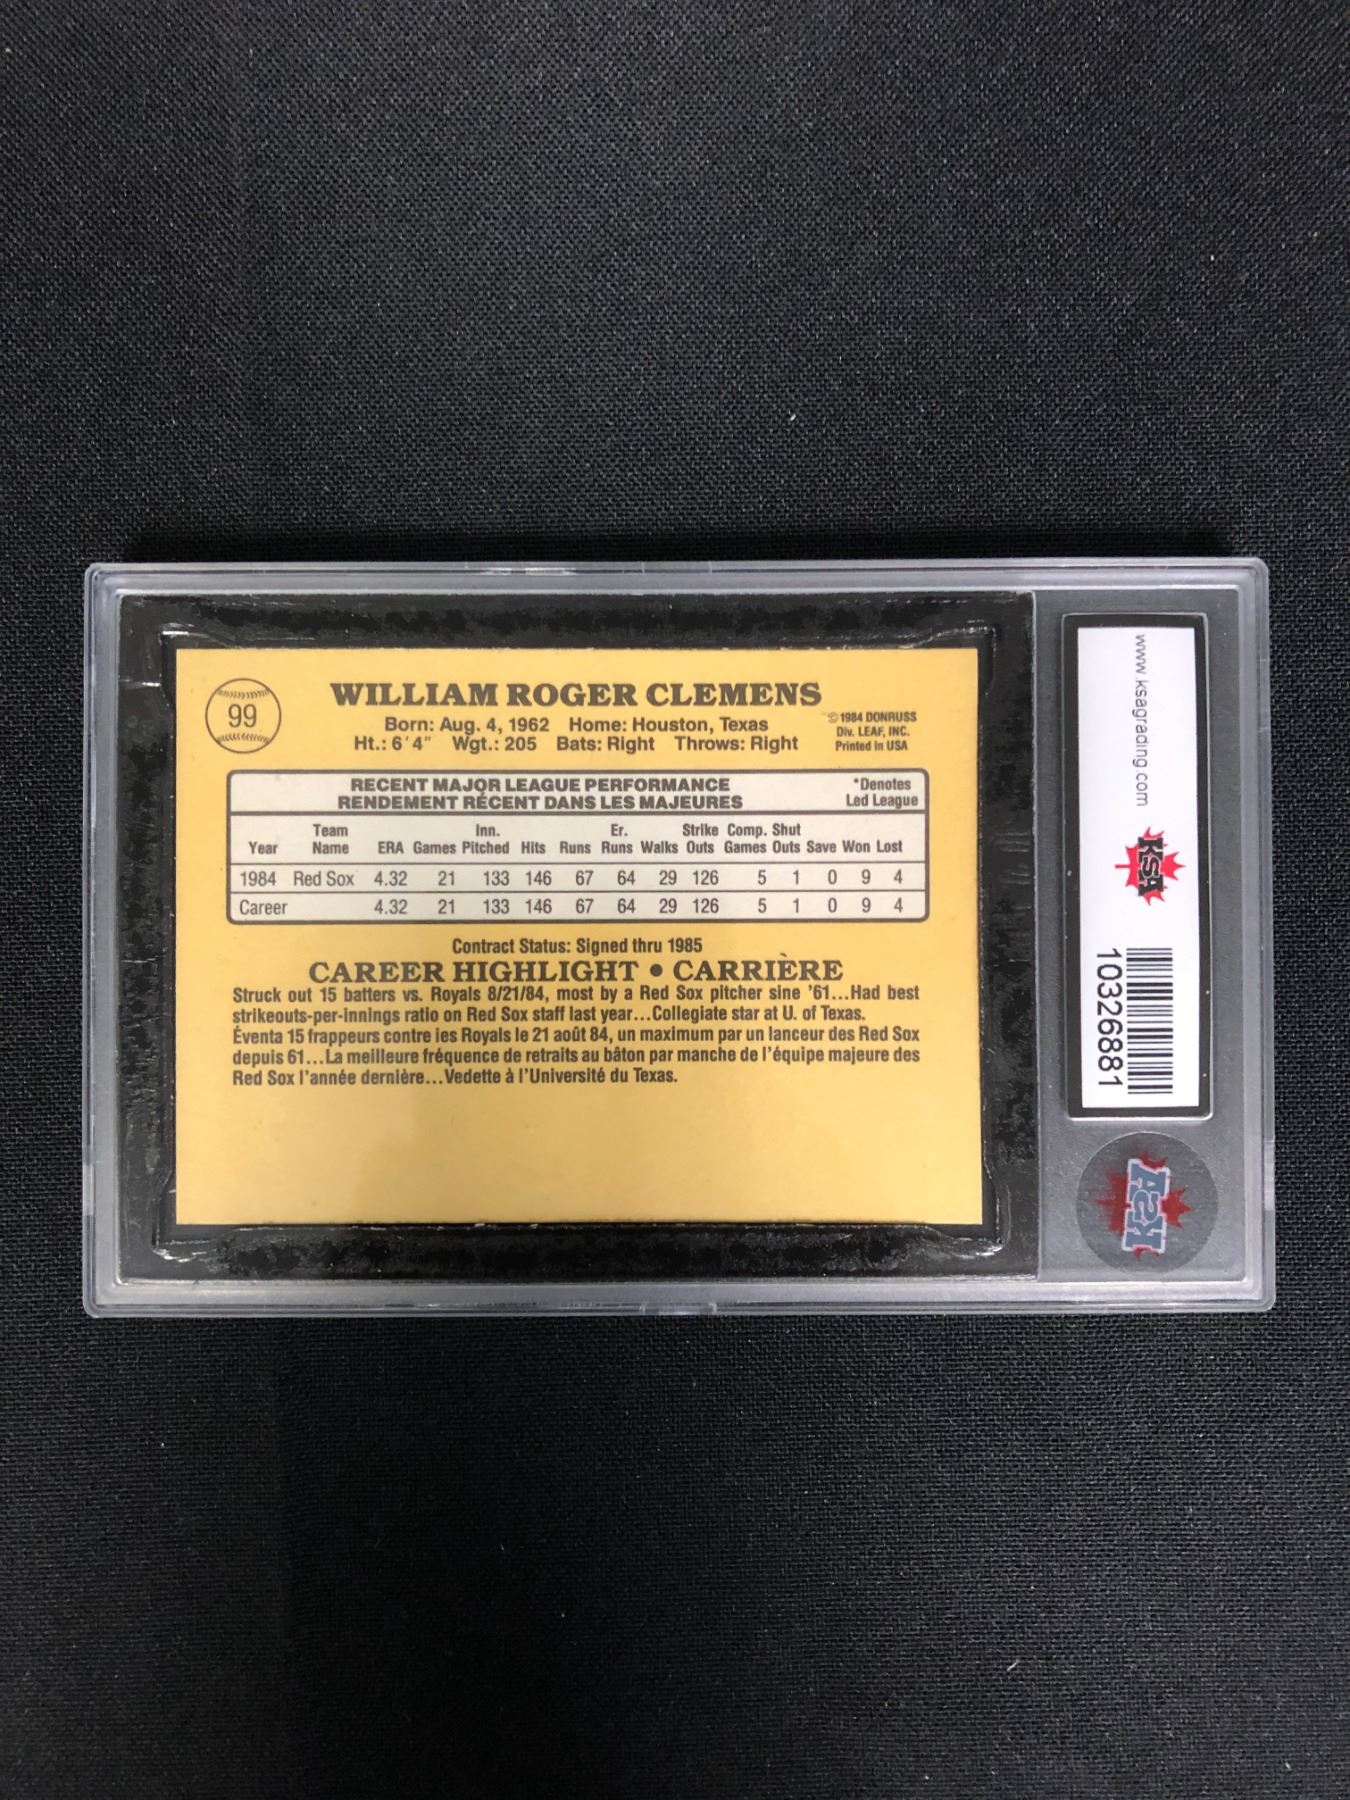 99
WILLIAM ROGER CLEMENS
Born: Aug. 4, 1962 Home: Houston, Texas
Ht.: 6'4" Wgt.: 205 Bats: Right Throws: Right
© 1984 DONRUSS
Div. LEAF, INC.
Printed In USA
RECENT MAJOR LEAGUE PERFORMANCE
RENDEMENT RÉCENT DANS LES MAJEURES
*Denotes
Led League
Team Inn. Er. Strike Comp. Shut
Year Name ERA Games Pitched Hits Runs Runs Walks Outs Games Outs Save Won Lost
1984 Red Sox 4.32 21 133 146 67 64 29 126 5 1 0 9 4
Career 4.32 21 133 146 67 64 29 126 5 1 0 9 4
Contract Status: Signed thru 1985
CAREER HIGHLIGHT • CARRIÈRE
Struck out 15 batters vs. Royals 8/21/84, most by a Red Sox pitcher sine '61...Had best
strikeouts-per-innings ratio on Red Sox staff last year...Collegiate star at U. of Texas.
Éventa 15 frappeurs contre ies Royals le 21 août 84, un maximum par un lanceur des Red Sox
depuis 61...La meilleure fréquence de retraits au bâton par manche de l'équipe majeure des
Red Sox l'année dernière...Vedette à l'Université du Texas.
www.ksagrading.com
KSA
10326881
KSA